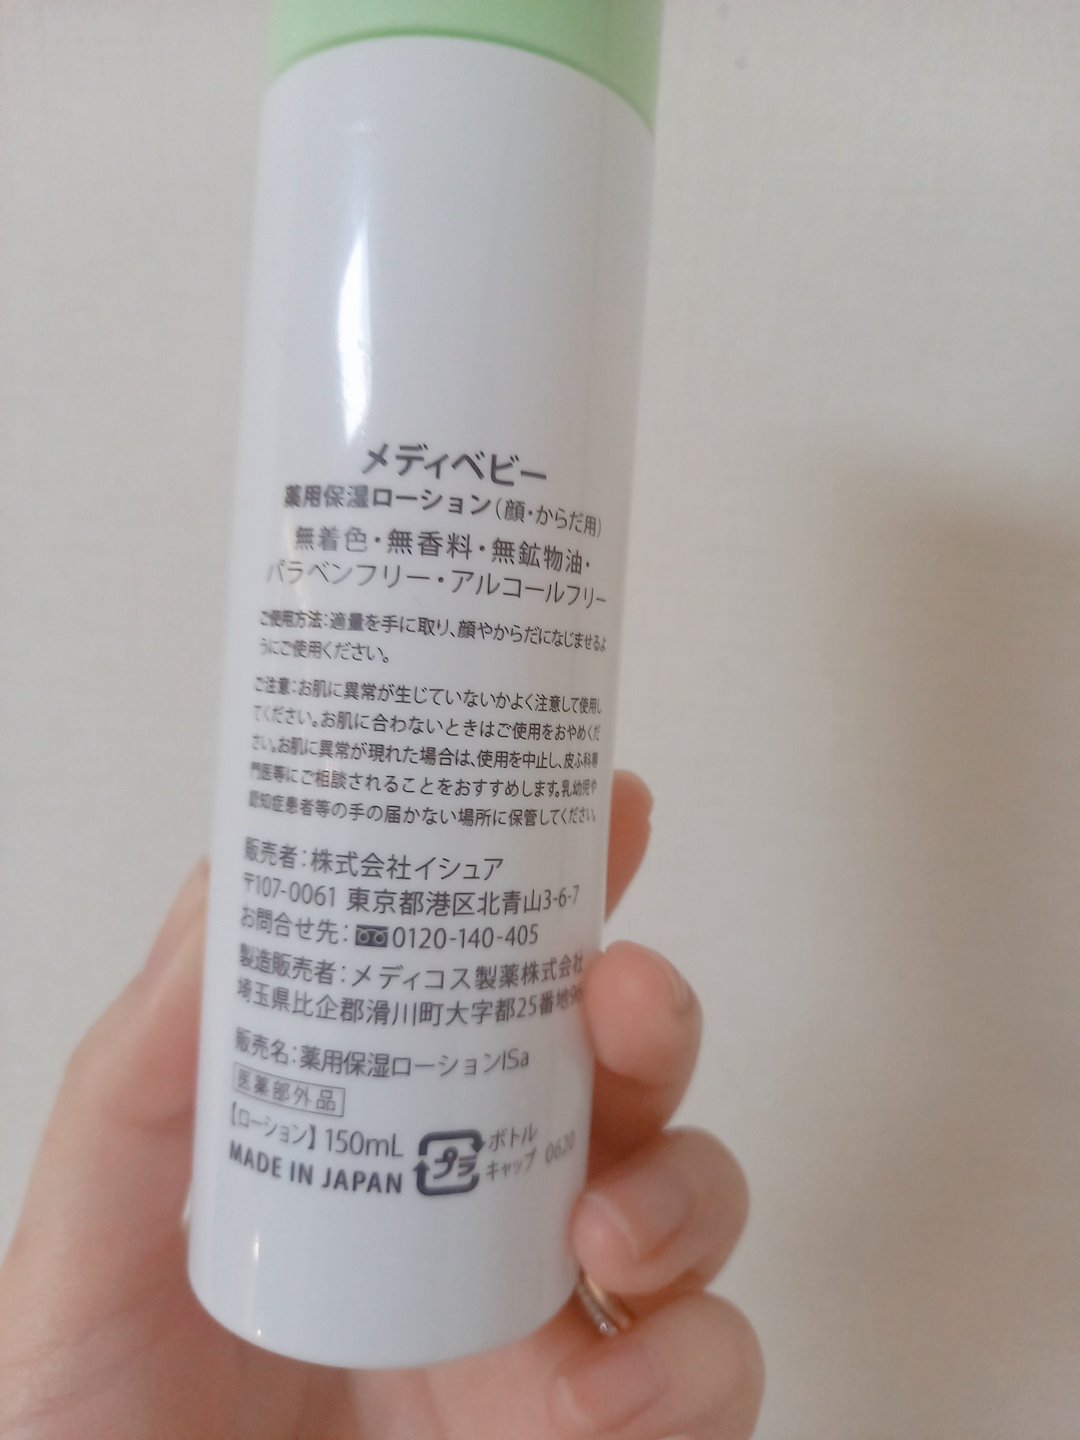 メディベビー
薬用保湿ローション(顔・からだ用)
無着色・無香料・無鉱物油・
パラベンフリー・アルコールフリー
ご使用方法:適量を手に取り、顔やからだになじませるよ
うにご使用ください。
ご注意:お肌に異常が生じていないかよく注意して使用し
てください。お肌に合わないときはご使用をおやめくだ
さい。お肌に異常が現れた場合は、使用を中止し、皮ふ科専
門医等にご相談されることをおすすめします。乳幼児や
認知症患者等の手の届かない場所に保管してください。
販売者:株式会社イシュア
〒107-0061 東京都港区北青山3-6-7
お問合せ先:0120-140-405
製造販売者:メディコス製薬株式会社
埼玉県比企郡滑川町大字都25番地
販売名:薬用保湿ローションISa
医薬部外品
【ローション】150mL
MADE IN JAPAN
プラ
ボトル
キャップ 0620